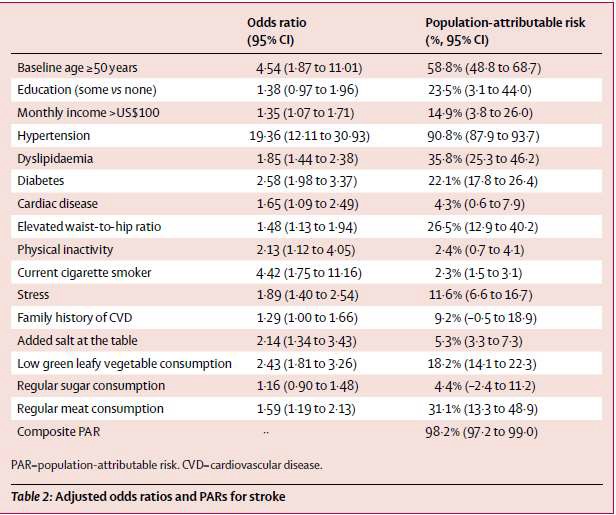 Odds ratio Population-attributable risk
(95% CI) (%, 95% CI)
Baseline age ≥50 years 4·54 (1·87 to 11·01) 58·8% (48·8 to 68·7)
Education (some vs none) 1·38 (0·97 to 1·96) 23·5% (3·1 to 44·0)
Monthly income >US$100 1·35 (1·07 to 1·71) 14·9% (3·8 to 26·0)
Hypertension 19·36 (12·11 to 30·93) 90·8% (87·9 to 93·7)
Dyslipidaemia 1·85 (1·44 to 2·38) 35·8% (25·3 to 46·2)
Diabetes 2·58 (1·98 to 3·37) 22·1% (17·8 to 26·4)
Cardiac disease 1·65 (1·09 to 2·49) 4·3% (0·6 to 7·9)
Elevated waist-to-hip ratio 1·48 (1·13 to 1·94) 26·5% (12·9 to 40·2)
Physical inactivity 2·13 (1·12 to 4·05) 2·4% (0·7 to 4·1)
Current cigarette smoker 4·42 (1·75 to 11·16) 2·3% (1·5 to 3·1)
Stress 1·89 (1·40 to 2·54) 11·6% (6·6 to 16·7)
Family history of CVD 1·29 (1·00 to 1·66) 9·2% (–0·5 to 18·9)
Added salt at the table 2·14 (1·34 to 3·43) 5·3% (3·3 to 7·3)
Low green leafy vegetable consumption 2·43 (1·81 to 3·26) 18·2% (14·1 to 22·3)
Regular sugar consumption 1·16 (0·90 to 1·48) 4·4% (–2·4 to 11·2)
Regular meat consumption 1·59 (1·19 to 2·13) 31·1% (13·3 to 48·9)
Composite PAR ·· 98·2% (97·2 to 99·0)
PAR=population-attributable risk. CVD=cardiovascular disease.
Table 2: Adjusted odds ratios and PARs for stroke